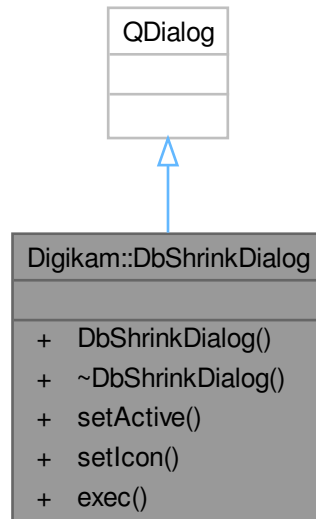 QDialog
Digikam::DbShrinkDialog
+ DbShrinkDialog()
+ ~DbShrinkDialog()
+ setActive()
+ setIcon()
+ exec()